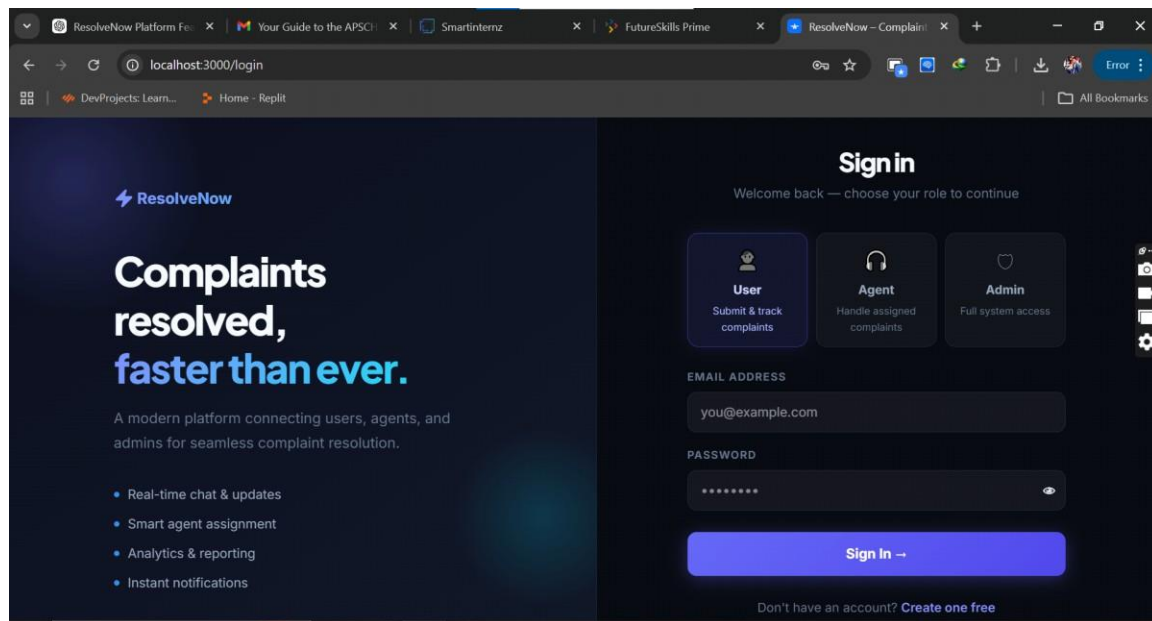 ResolveNow Platform Fe
Your Guide to the APSCH
Smartinternz
FutureSkills Prime
ResolveNow – Complaint
localhost:3000/login
Error
DevProjects: Learn...
Home - Replit
All Bookmarks
ResolveNow
Complaints
resolved,
faster than ever.
A modern platform connecting users, agents, and
admins for seamless complaint resolution.
Real-time chat & updates
Smart agent assignment
Analytics & reporting
Instant notifications
Sign in
Welcome back — choose your role to continue
User
Submit & track
complaints
Agent
Handle assigned
complaints
Admin
Full system access
EMAIL ADDRESS
you@example.com
PASSWORD
••••••••
Sign In →
Don't have an account? Create one free